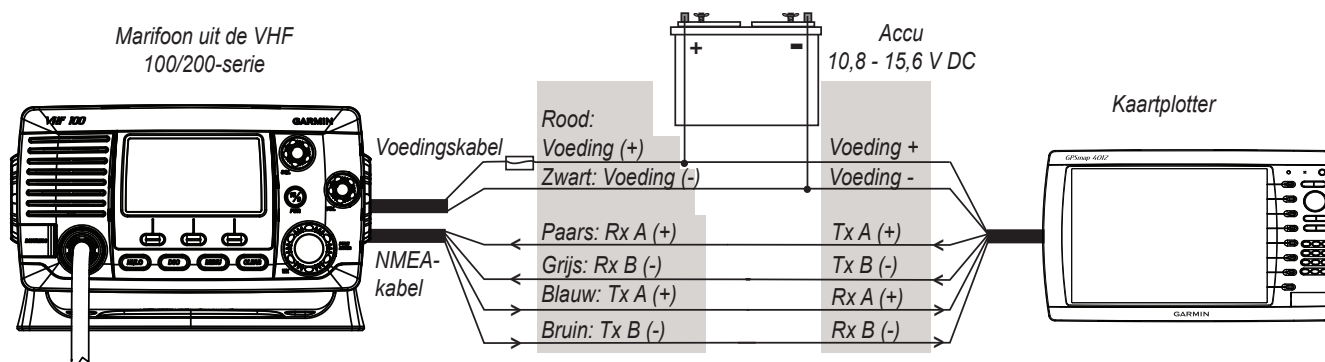 Marifoon uit de VHF
100/200-serie
Accu
10,8 - 15,6 V DC
Kaartplotter
+
-
VHF 100
GARMIN
Voedingskabel
NMEA-
kabel
Rood:
Voeding (+)
Zwart: Voeding (-)
Paars: Rx A (+)
Grijs: Rx B (-)
Blauw: Tx A (+)
Bruin: Tx B (-)
Voeding +
Voeding -
Tx A (+)
Tx B (-)
Rx A (+)
Rx B (-)
GPSmap 4012
GARMIN